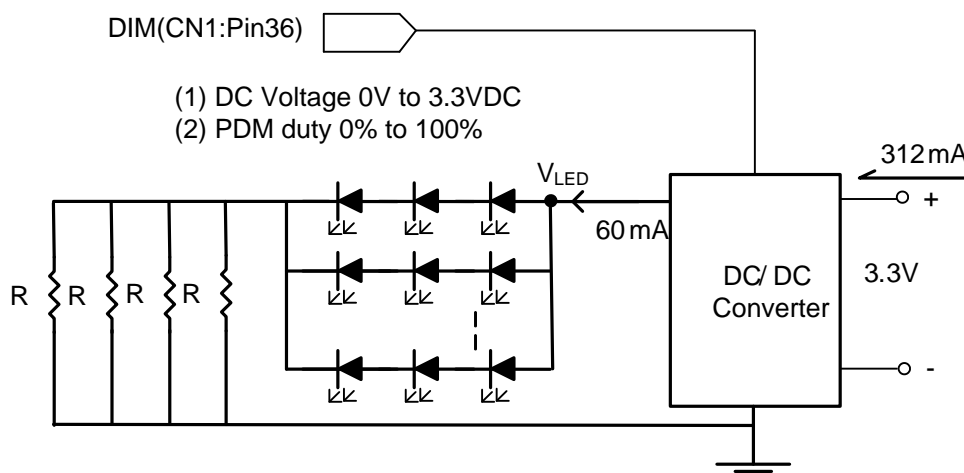 DIM(CN1:Pin36)
(1) DC Voltage 0V to 3.3VDC
(2) PDM duty 0% to 100%
312mA
VLED
+
60mA
DC/ DC
Converter
3.3V
R R R R
-